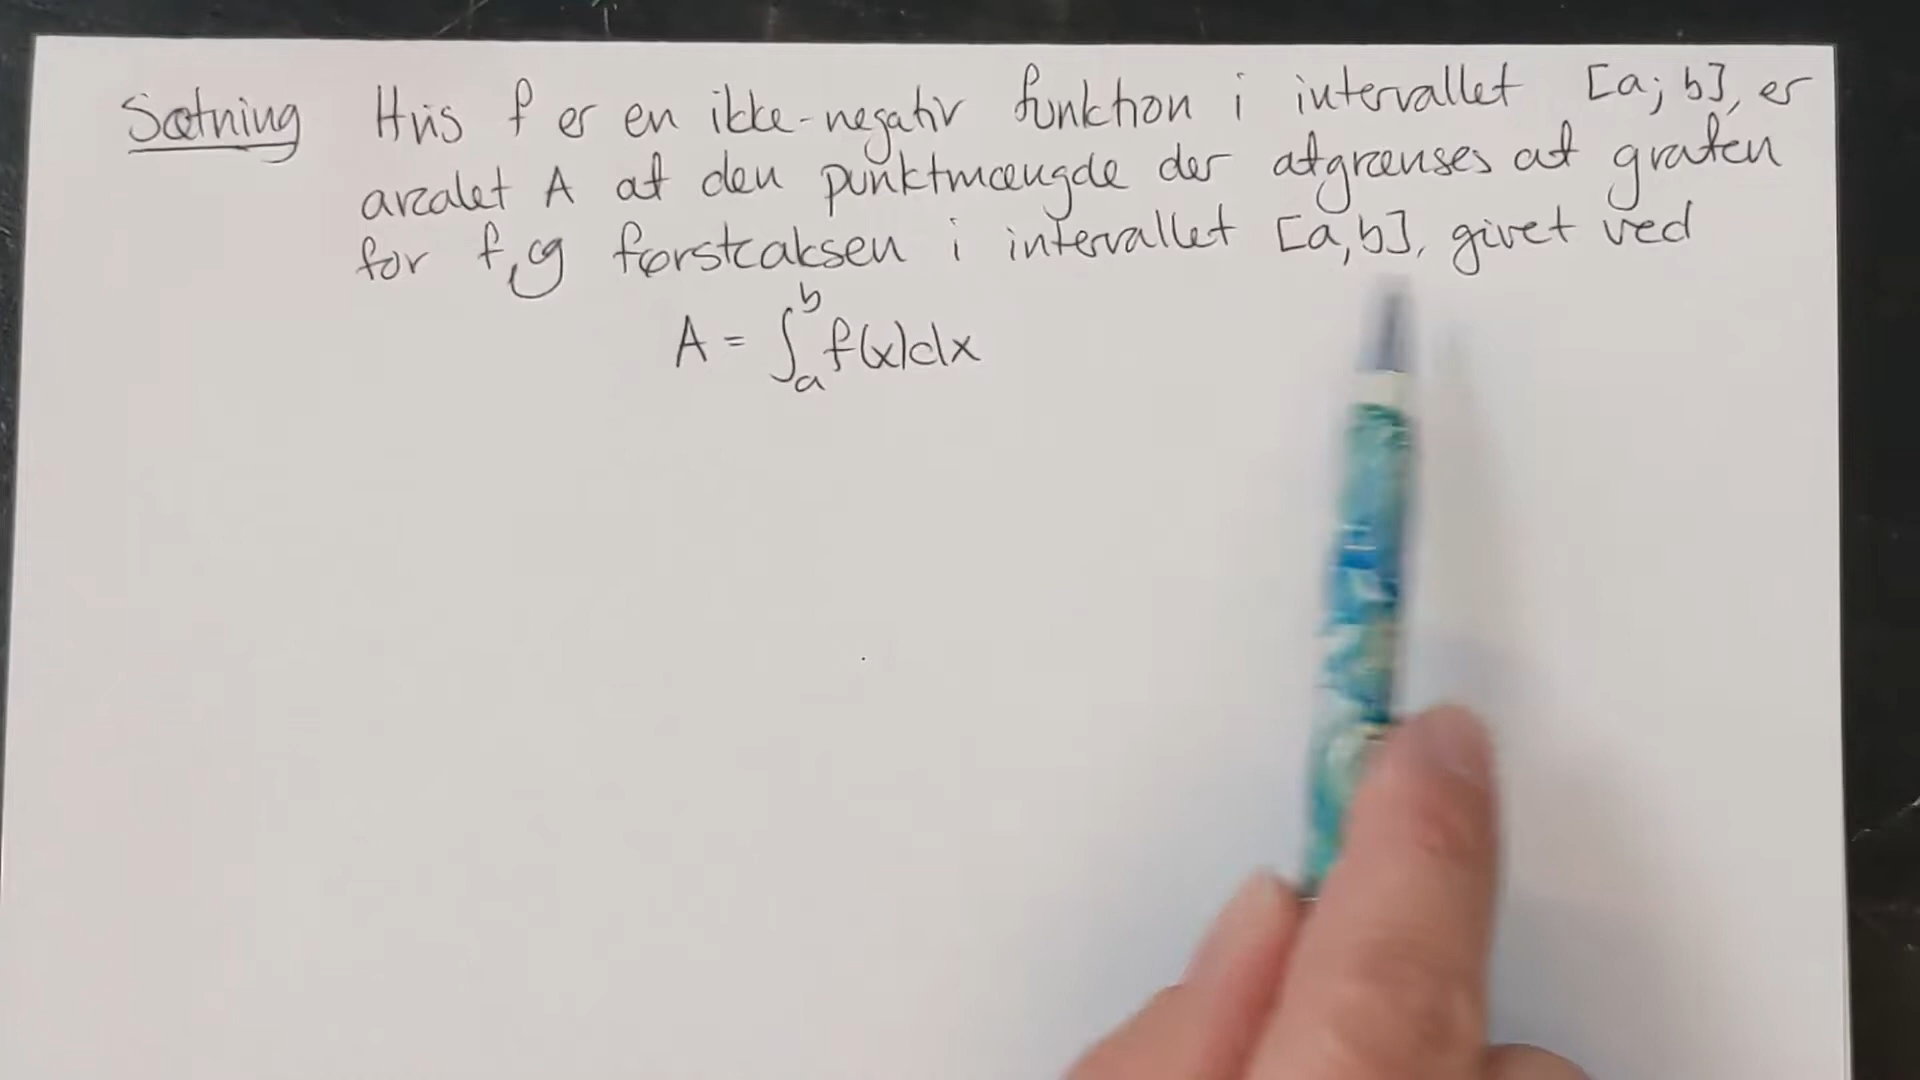 Sætning Hvis f er en ikke-negativ funktion i intervallet [a; b], er
arealet A af den punktmængde der afgrænses af grafen
for f, og førsteaksen i intervallet [a,b], givet ved
A = ∫_a^b f(x)dx